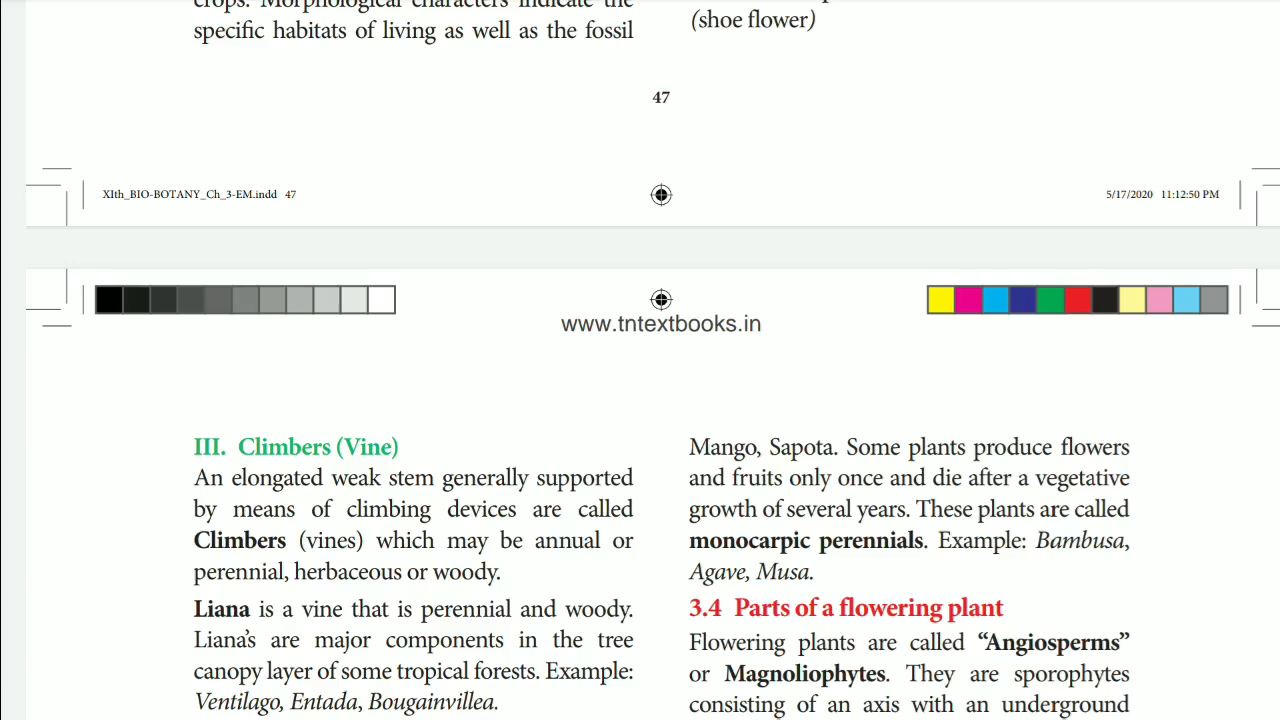 crops. Morphological characters indicate the
specific habitats of living as well as the fossil
(shoe flower)
47
XIth_BIO-BOTANY_Ch_3-EM.indd 47
5/17/2020 11:12:50 PM
www.tntextbooks.in
III. Climbers (Vine)
An elongated weak stem generally supported
by means of climbing devices are called
Climbers (vines) which may be annual or
perennial, herbaceous or woody.
Liana is a vine that is perennial and woody.
Liana's are major components in the tree
canopy layer of some tropical forests. Example:
Ventilago, Entada, Bougainvillea.
Mango, Sapota. Some plants produce flowers
and fruits only once and die after a vegetative
growth of several years. These plants are called
monocarpic perennials. Example: Bambusa,
Agave, Musa.
3.4 Parts of a flowering plant
Flowering plants are called “Angiosperms”
or Magnoliophytes. They are sporophytes
consisting of an axis with an underground